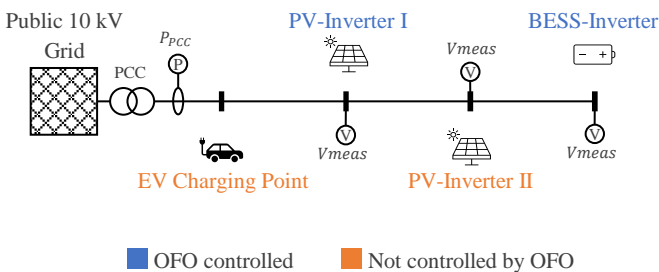 Public 10 kV
Grid
PCC
P_PCC
P
PV-Inverter I
Vmeas
BESS-Inverter
V
V
V
Vmeas
Vmeas
EV Charging Point
PV-Inverter II
OFO controlled
Not controlled by OFO